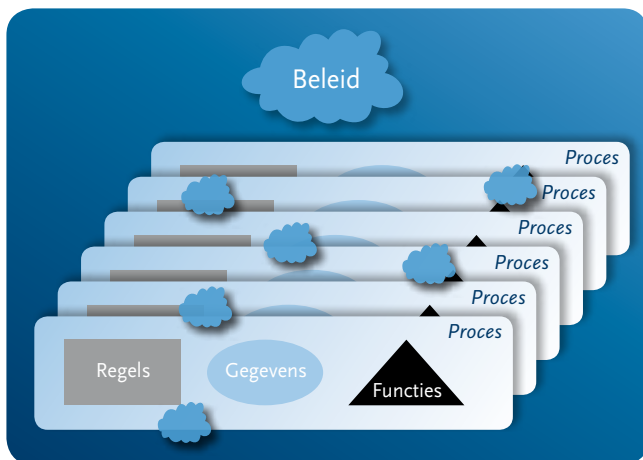 Beleid
Proces
Proces
Proces
Proces
Proces
Proces
Regels
Gegevens
Functies